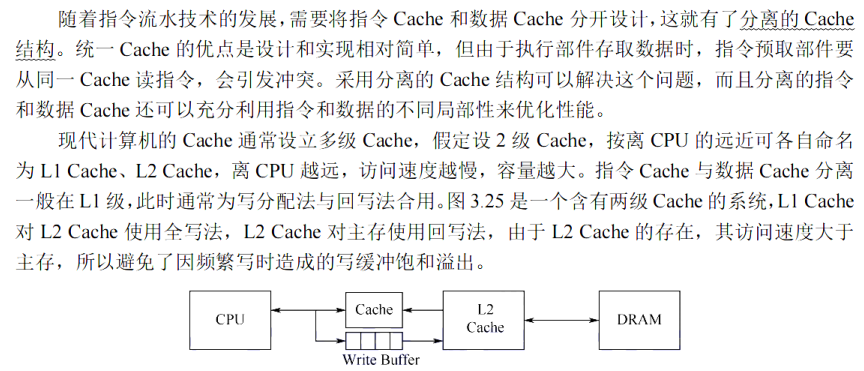 随着指令流水技术的发展，需要将指令 Cache 和数据 Cache 分开设计，这就有了分离的 Cache
结构。统一 Cache 的优点是设计和实现相对简单，但由于执行部件存取数据时，指令预取部件要
从同一 Cache 读指令，会引发冲突。采用分离的 Cache 结构可以解决这个问题，而且分离的指令
和数据 Cache 还可以充分利用指令和数据的不同局部性来优化性能。
现代计算机的 Cache 通常设立多级 Cache，假定设 2 级 Cache，按离 CPU 的远近可各自命名
为 L1 Cache、L2 Cache，离 CPU 越远，访问速度越慢，容量越大。指令 Cache 与数据 Cache 分离
一般在 L1 级，此时通常为写分配法与回写法合用。图 3.25 是一个含有两级 Cache 的系统，L1 Cache
对 L2 Cache 使用全写法，L2 Cache 对主存使用回写法，由于 L2 Cache 的存在，其访问速度大于
主存，所以避免了因频繁写时造成的写缓冲饱和溢出。
CPU
Cache
Write Buffer
L2
Cache
DRAM